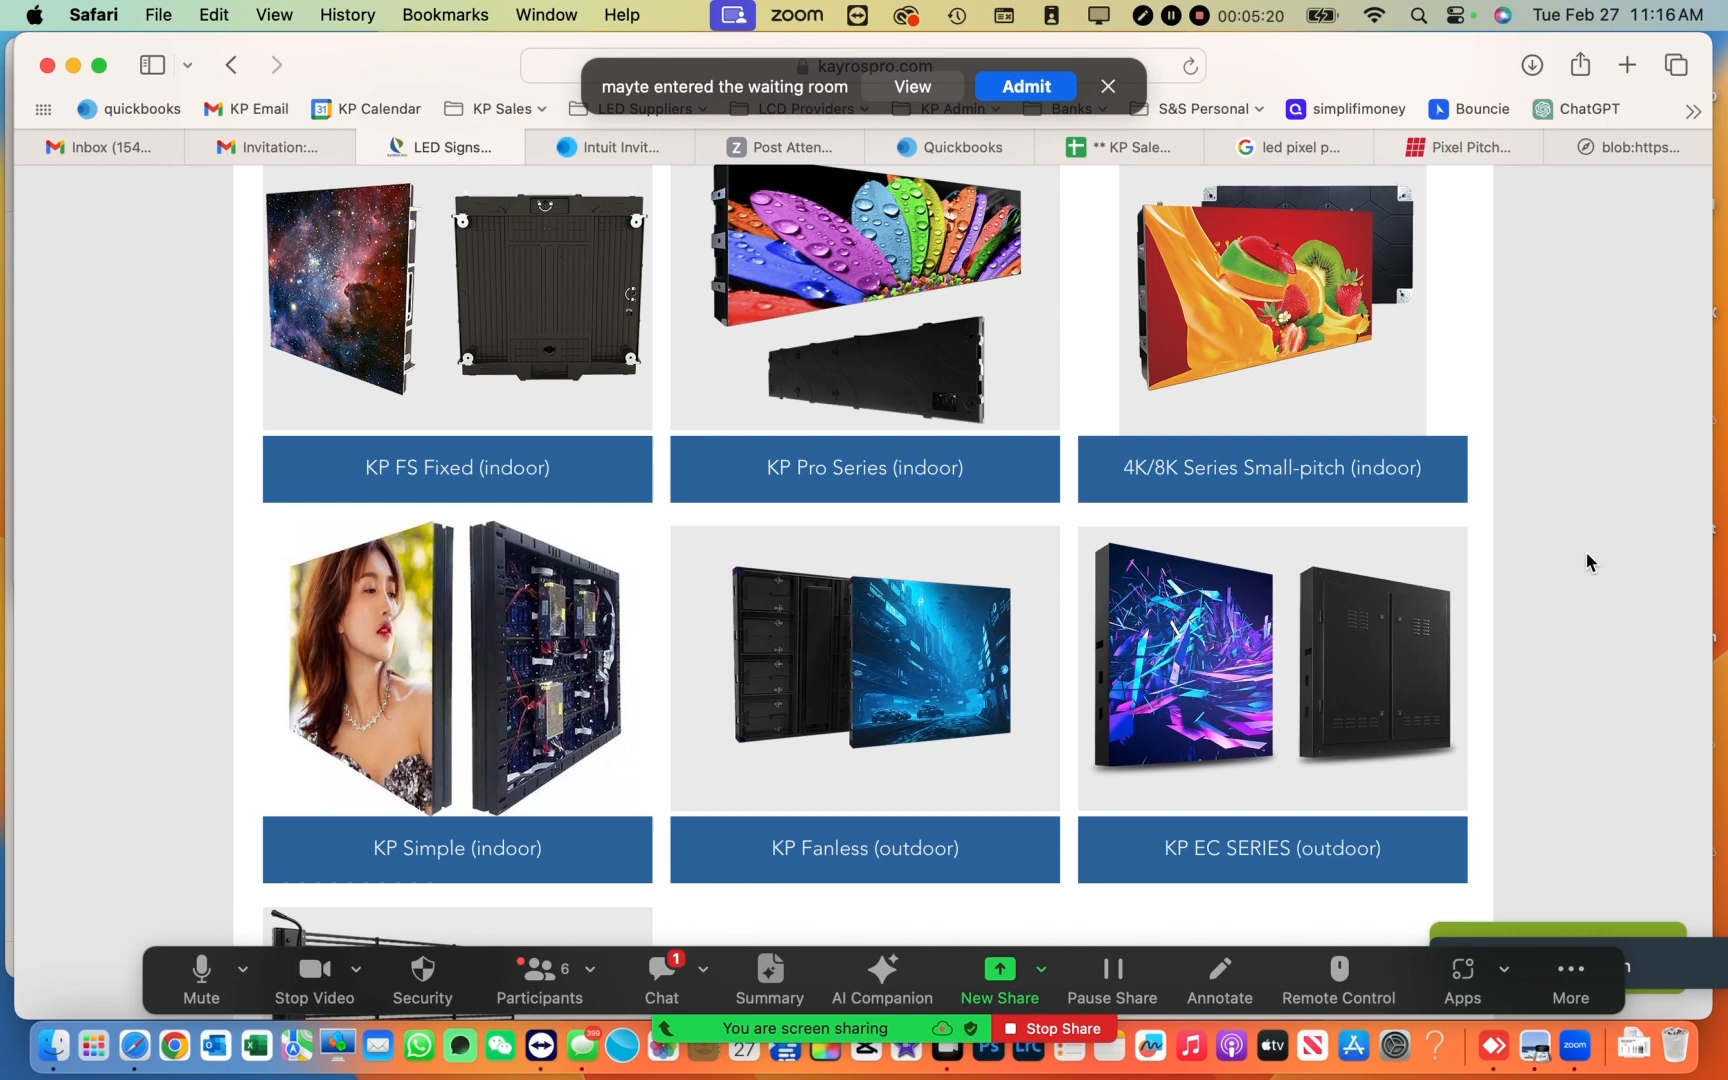 Safari File Edit View History Bookmarks Window Help zoom 00:05:20 Tue Feb 27 11:16 AM
kayrospro.com
mayte entered the waiting room View Admit
quickbooks KP Email 31 KP Calendar KP Sales LED Suppliers LCD Providers KP Admin Banks S&S Personal simplifimoney Bouncie ChatGPT
Inbox (154... Invitation:... LED Signs... Intuit Invit... Z Post Atten... Quickbooks ** KP Sale... led pixel p... Pixel Pitch... blob:https...
KP FS Fixed (indoor) KP Pro Series (indoor) 4K/8K Series Small-pitch (indoor)
KP Simple (indoor) KP Fanless (outdoor) KP EC SERIES (outdoor)
6 1
Mute Stop Video Security Participants Chat Summary AI Companion New Share Pause Share Annotate Remote Control Apps More
You are screen sharing Stop Share
399 27 Ps LrC tv zoom